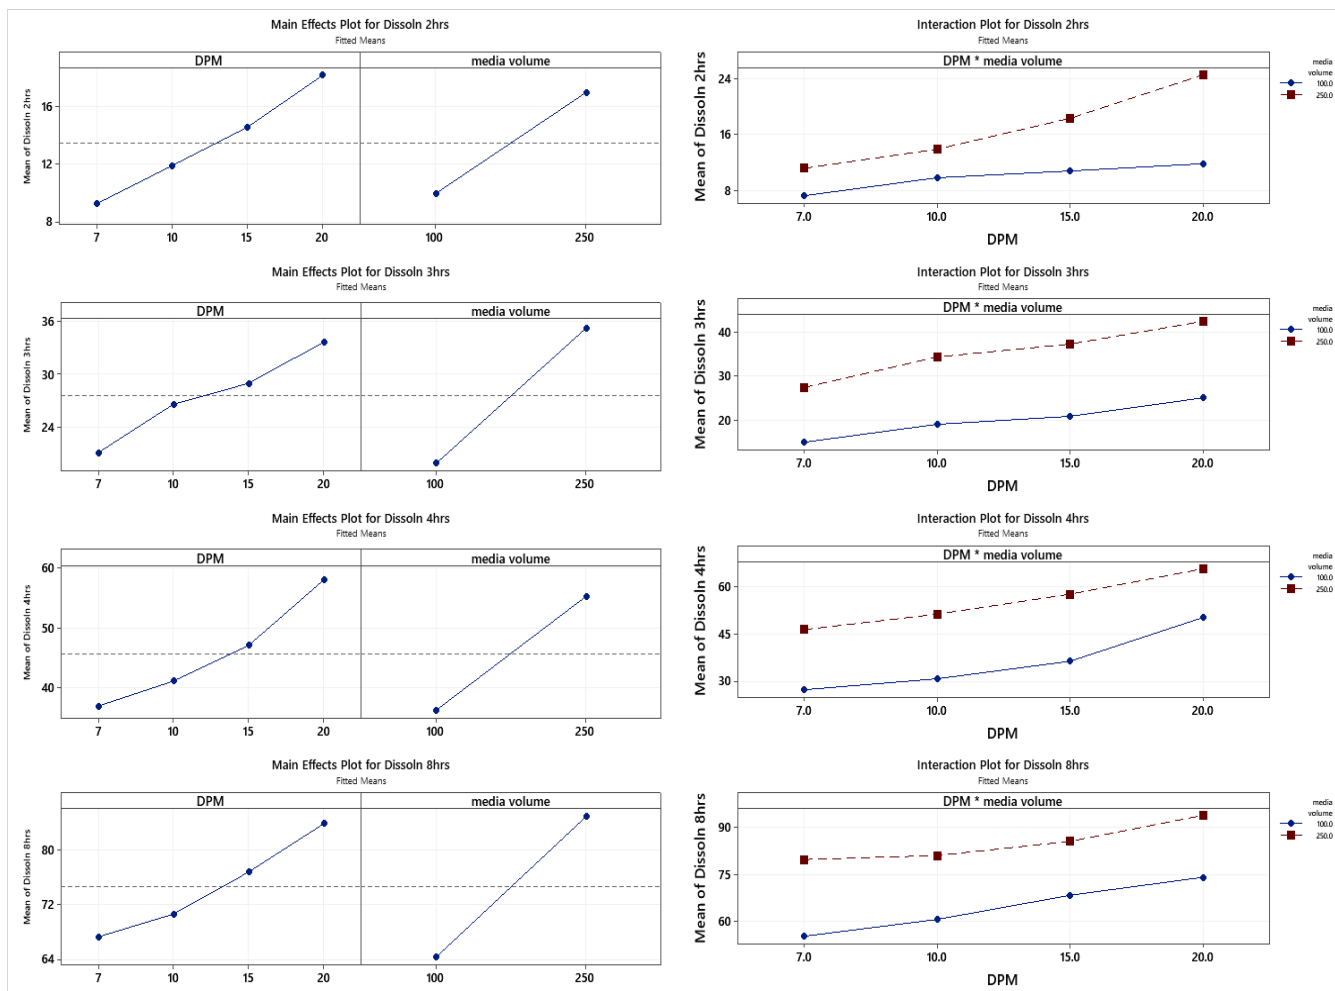 Main Effects Plot for Dissoln 2hrs
Fitted Means
DPM
media volume
Mean of Dissoln 2hrs
16
12
8
7 10 15 20 100 250
Interaction Plot for Dissoln 2hrs
Fitted Means
DPM * media volume
Mean of Dissoln 2hrs
24
16
8
7.0 10.0 15.0 20.0
DPM
media
volume
100.0
250.0
Main Effects Plot for Dissoln 3hrs
Fitted Means
DPM
media volume
Mean of Dissoln 3hrs
36
30
24
7 10 15 20 100 250
Interaction Plot for Dissoln 3hrs
Fitted Means
DPM * media volume
Mean of Dissoln 3hrs
40
30
20
7.0 10.0 15.0 20.0
DPM
media
volume
100.0
250.0
Main Effects Plot for Dissoln 4hrs
Fitted Means
DPM
media volume
Mean of Dissoln 4hrs
60
50
40
7 10 15 20 100 250
Interaction Plot for Dissoln 4hrs
Fitted Means
DPM * media volume
Mean of Dissoln 4hrs
60
45
30
7.0 10.0 15.0 20.0
DPM
media
volume
100.0
250.0
Main Effects Plot for Dissoln 8hrs
Fitted Means
DPM
media volume
Mean of Dissoln 8hrs
80
72
64
7 10 15 20 100 250
Interaction Plot for Dissoln 8hrs
Fitted Means
DPM * media volume
Mean of Dissoln 8hrs
90
75
60
7.0 10.0 15.0 20.0
DPM
media
volume
100.0
250.0